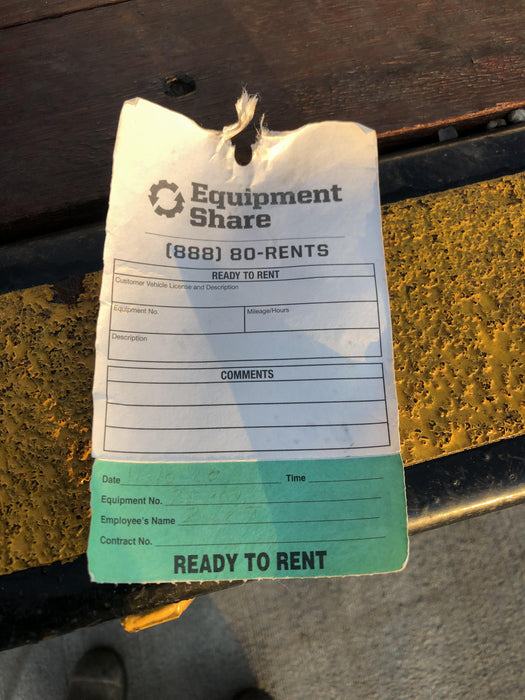 Equipment
Share
(888) 80-RENTS
READY TO RENT
Customer Vehicle License and Description
Equipment No. Mileage/Hours
Description
COMMENTS
Date Time
Equipment No.
Employee's Name
Contract No.
READY TO RENT